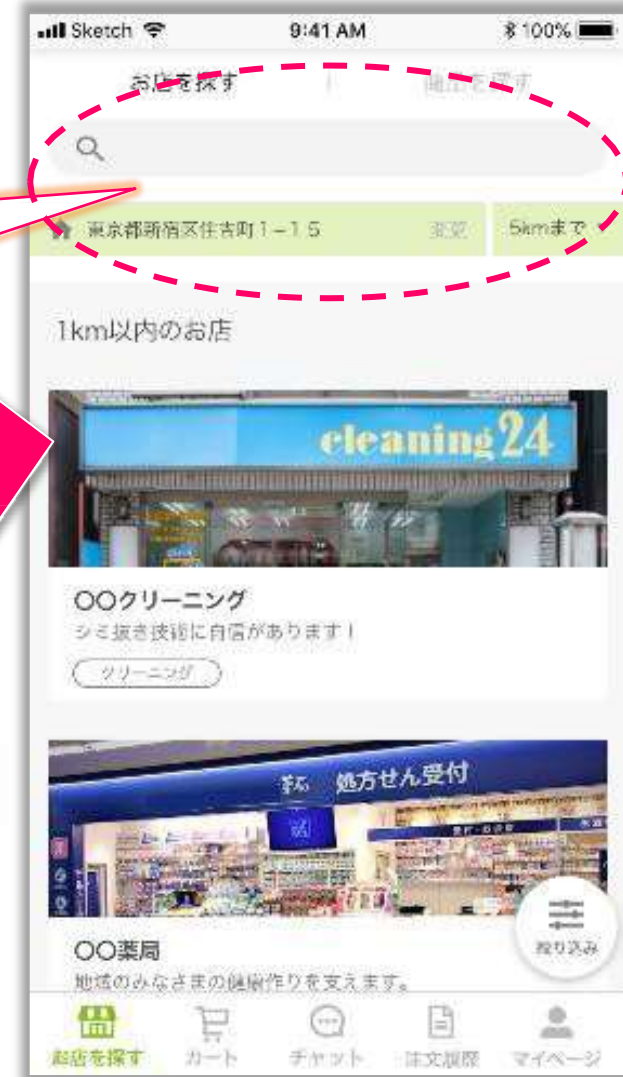 Sketch 9:41 AM 100%
お店を探す 商品を探す
東京都新宿区住吉町1-15 変更 5kmまで
1km以内のお店
cleaning24
〇〇クリーニング
シミ抜き技術に自信があります!
クリーニング
処方せん受付
〇〇薬局
地域のみなさまの健康作りを支えます。
絞り込み
お店を探す カート チャット 注文履歴 マイページ